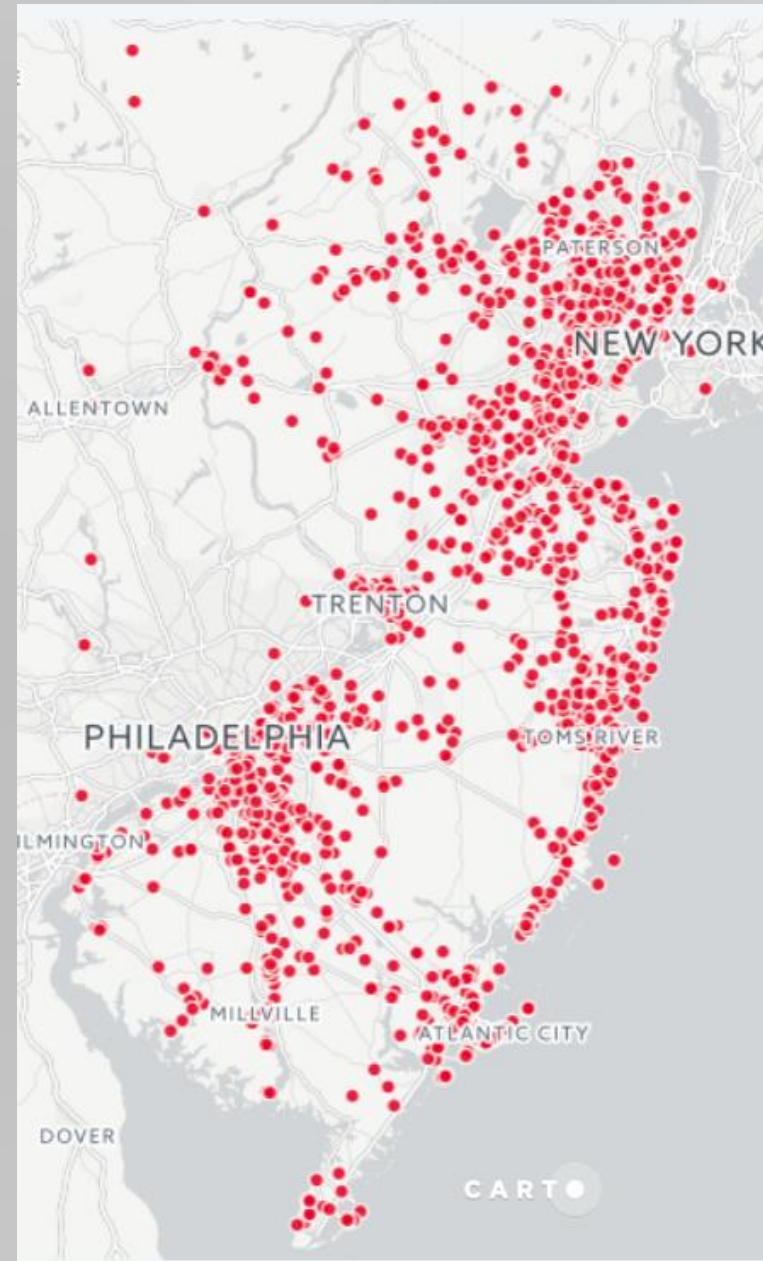 PATERSON
NEW YORK
ALLENTOWN
TRENTON
PHILADELPHIA
TOMS RIVER
ILMINGTON
MILLVILLE
ATLANTIC CITY
DOVER
CARTO